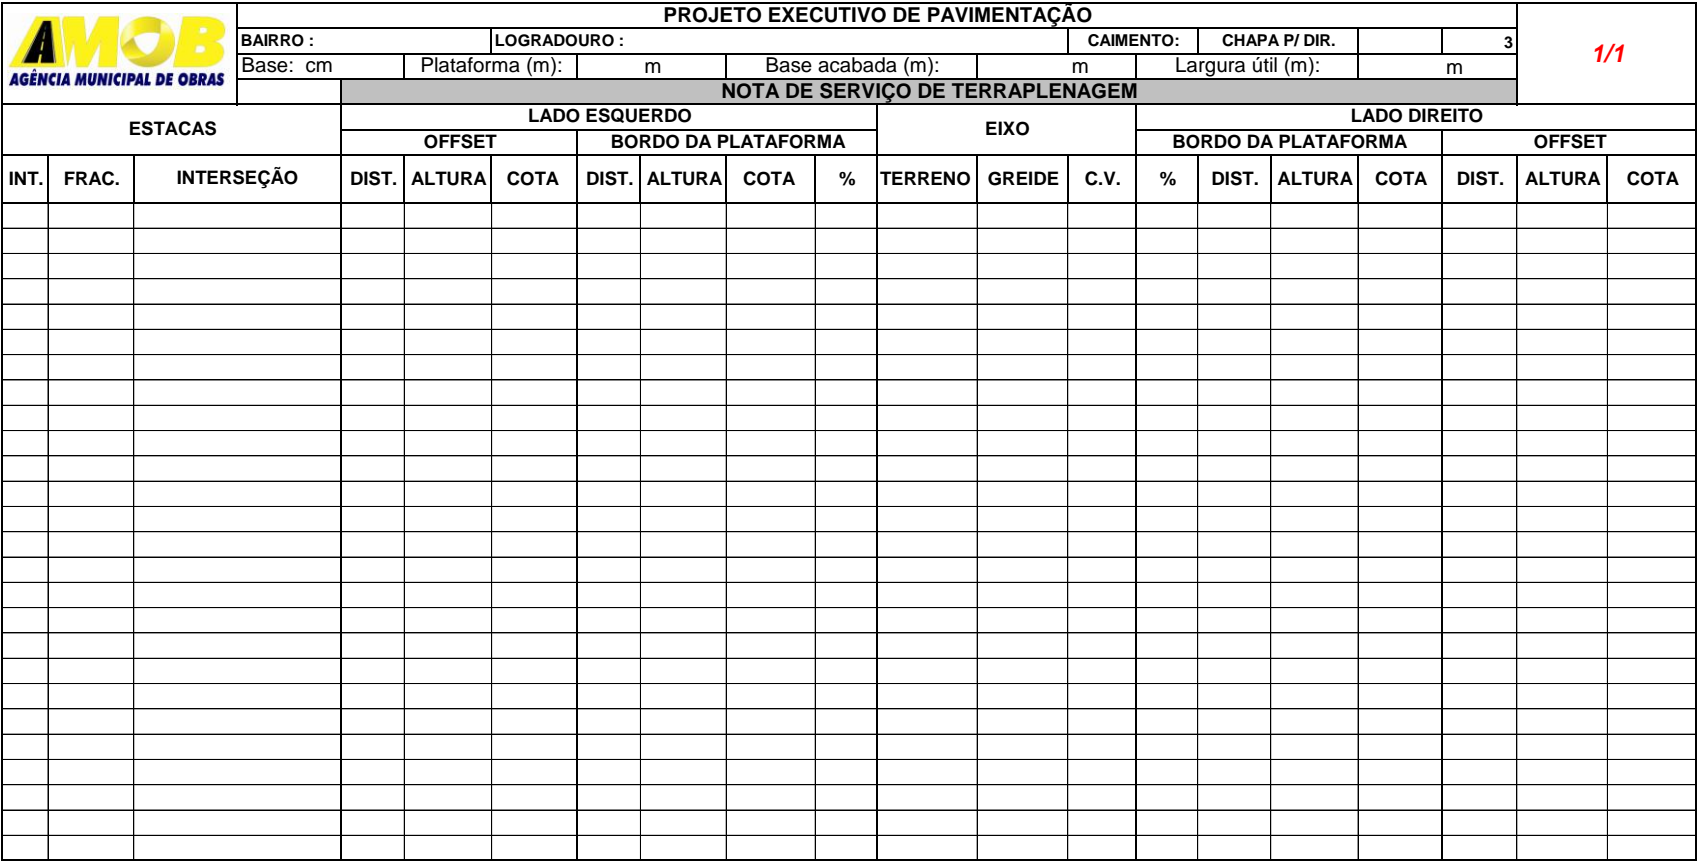 PROJETO EXECUTIVO DE PAVIMENTAÇÃO
AMOB
AGÊNCIA MUNICIPAL DE OBRAS
BAIRRO : LOGRADOURO : CAIMENTO: CHAPA P/ DIR. 3
1/1
Base: cm Plataforma (m): m Base acabada (m): m Largura útil (m): m
NOTA DE SERVIÇO DE TERRAPLENAGEM
ESTACAS LADO ESQUERDO EIXO LADO DIREITO
OFFSET BORDO DA PLATAFORMA BORDO DA PLATAFORMA OFFSET
INT. FRAC. INTERSEÇÃO DIST. ALTURA COTA DIST. ALTURA COTA % TERRENO GREIDE C.V. % DIST. ALTURA COTA DIST. ALTURA COTA